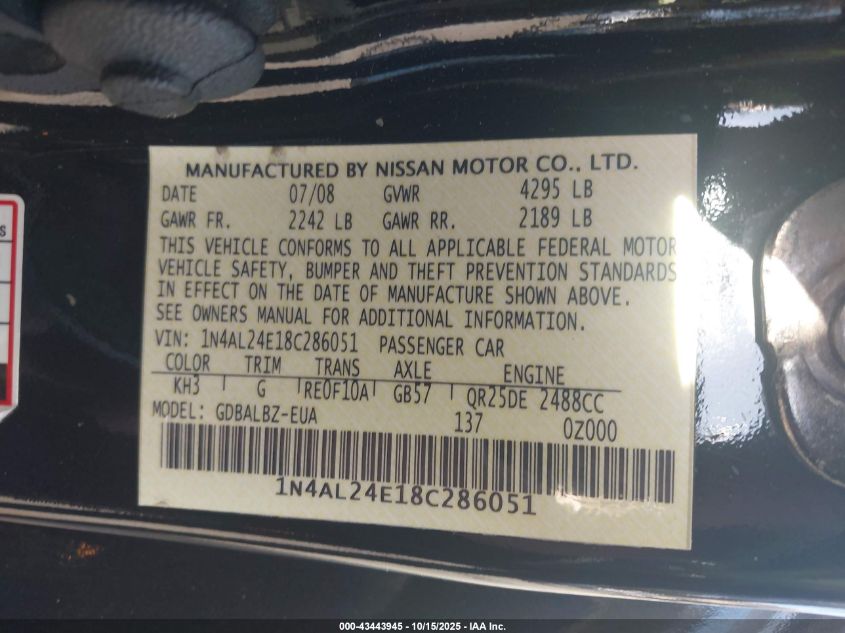 MANUFACTURED BY NISSAN MOTOR CO., LTD.
DATE 07/08 GVWR 4295 LB
GAWR FR. 2242 LB GAWR RR. 2189 LB
THIS VEHICLE CONFORMS TO ALL APPLICABLE FEDERAL MOTOR
VEHICLE SAFETY, BUMPER AND THEFT PREVENTION STANDARDS
IN EFFECT ON THE DATE OF MANUFACTURE SHOWN ABOVE.
SEE OWNERS MANUAL FOR ADDITIONAL INFORMATION.
VIN: 1N4AL24E18C286051 PASSENGER CAR
COLOR TRIM TRANS AXLE ENGINE
KH3 G RE0F10A GB57 QR25DE 2488CC
MODEL: GDBALBZ-EUA 137 0Z000
1N4AL24E18C286051
000-43443945 - 10/15/2025 - IAA Inc.